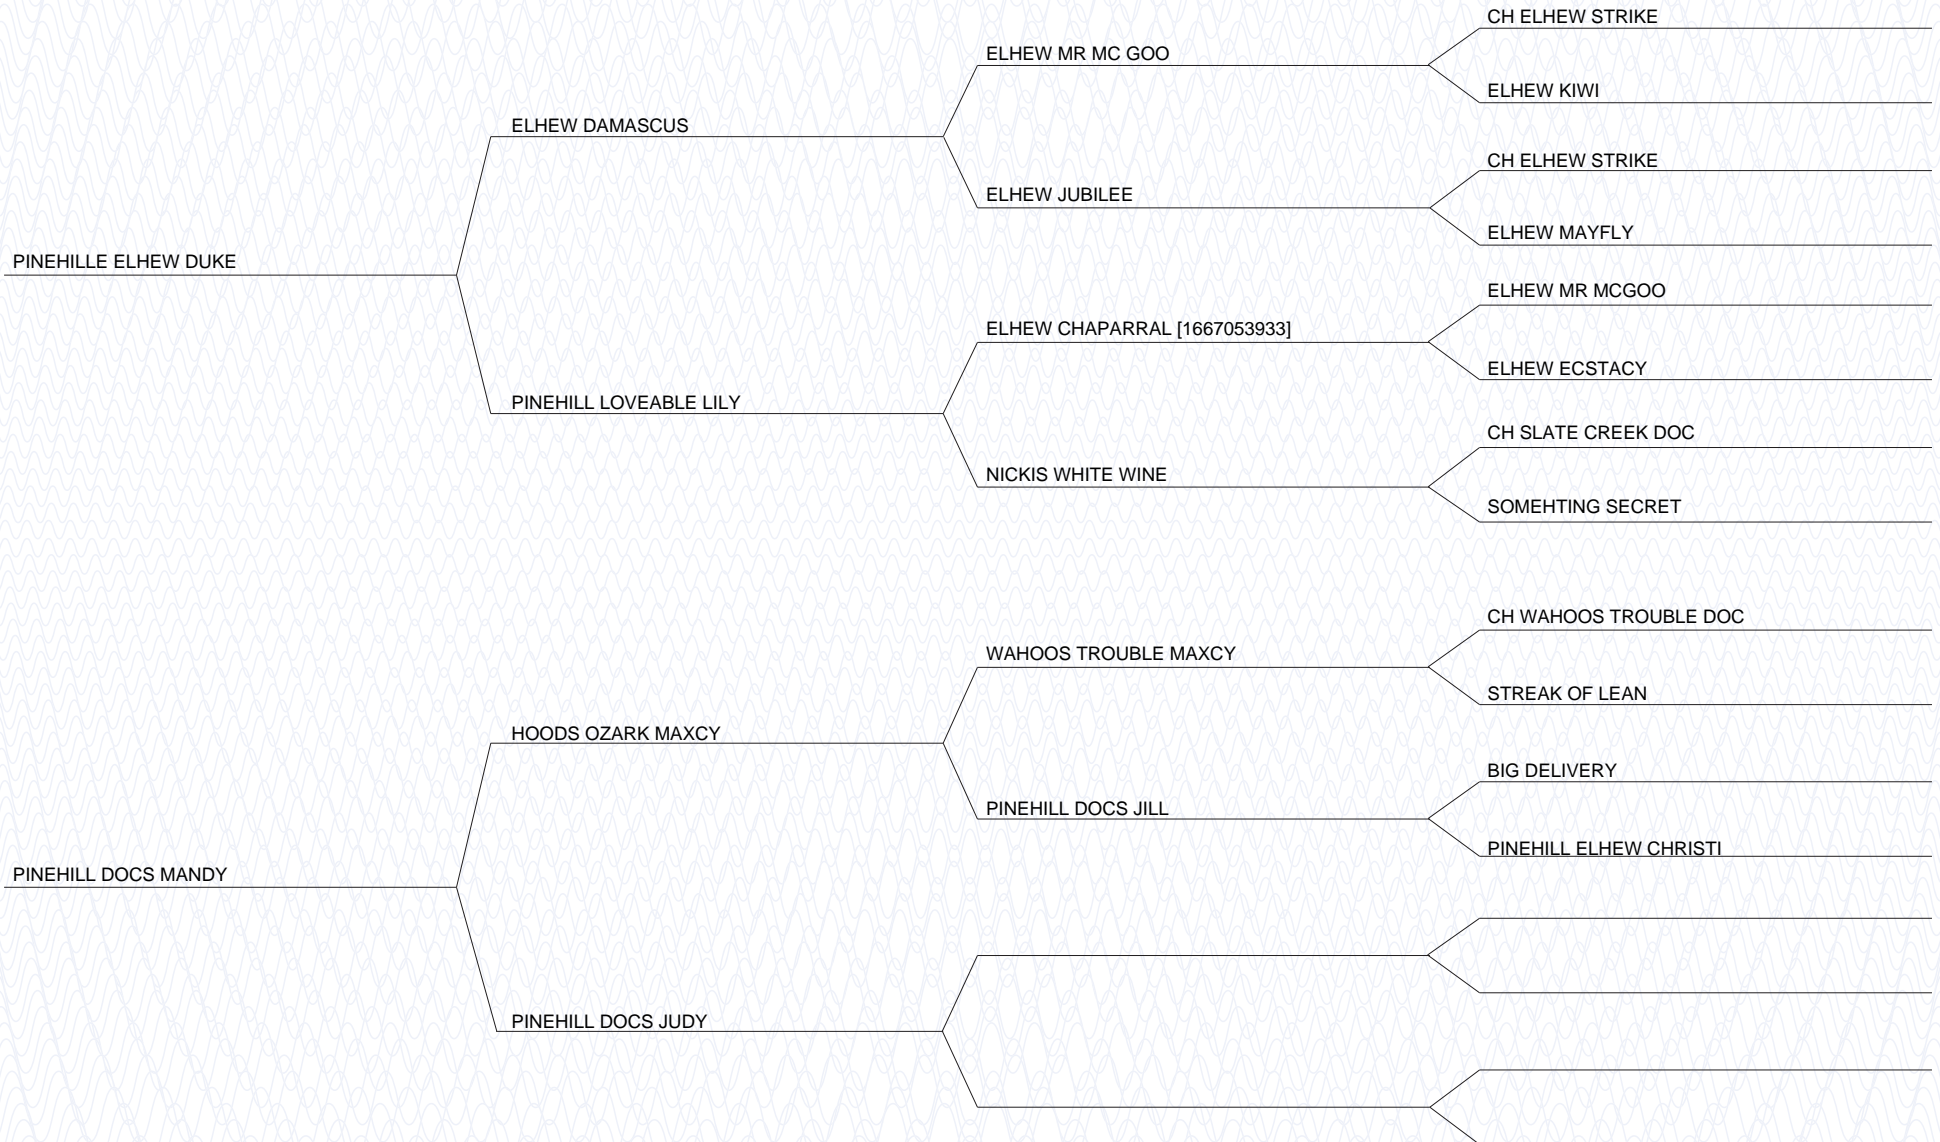 CH ELHEW STRIKE
ELHEW MR MC GOO
ELHEW KIWI
ELHEW DAMASCUS
CH ELHEW STRIKE
ELHEW JUBILEE
ELHEW MAYFLY
PINEHILLE ELHEW DUKE
ELHEW MR MCGOO
ELHEW CHAPARRAL [1667053933]
ELHEW ECSTACY
PINEHILL LOVEABLE LILY
CH SLATE CREEK DOC
NICKIS WHITE WINE
SOMEHTING SECRET
CH WAHOOS TROUBLE DOC
WAHOOS TROUBLE MAXCY
STREAK OF LEAN
HOODS OZARK MAXCY
BIG DELIVERY
PINEHILL DOCS JILL
PINEHILL ELHEW CHRISTI
PINEHILL DOCS MANDY
PINEHILL DOCS JUDY